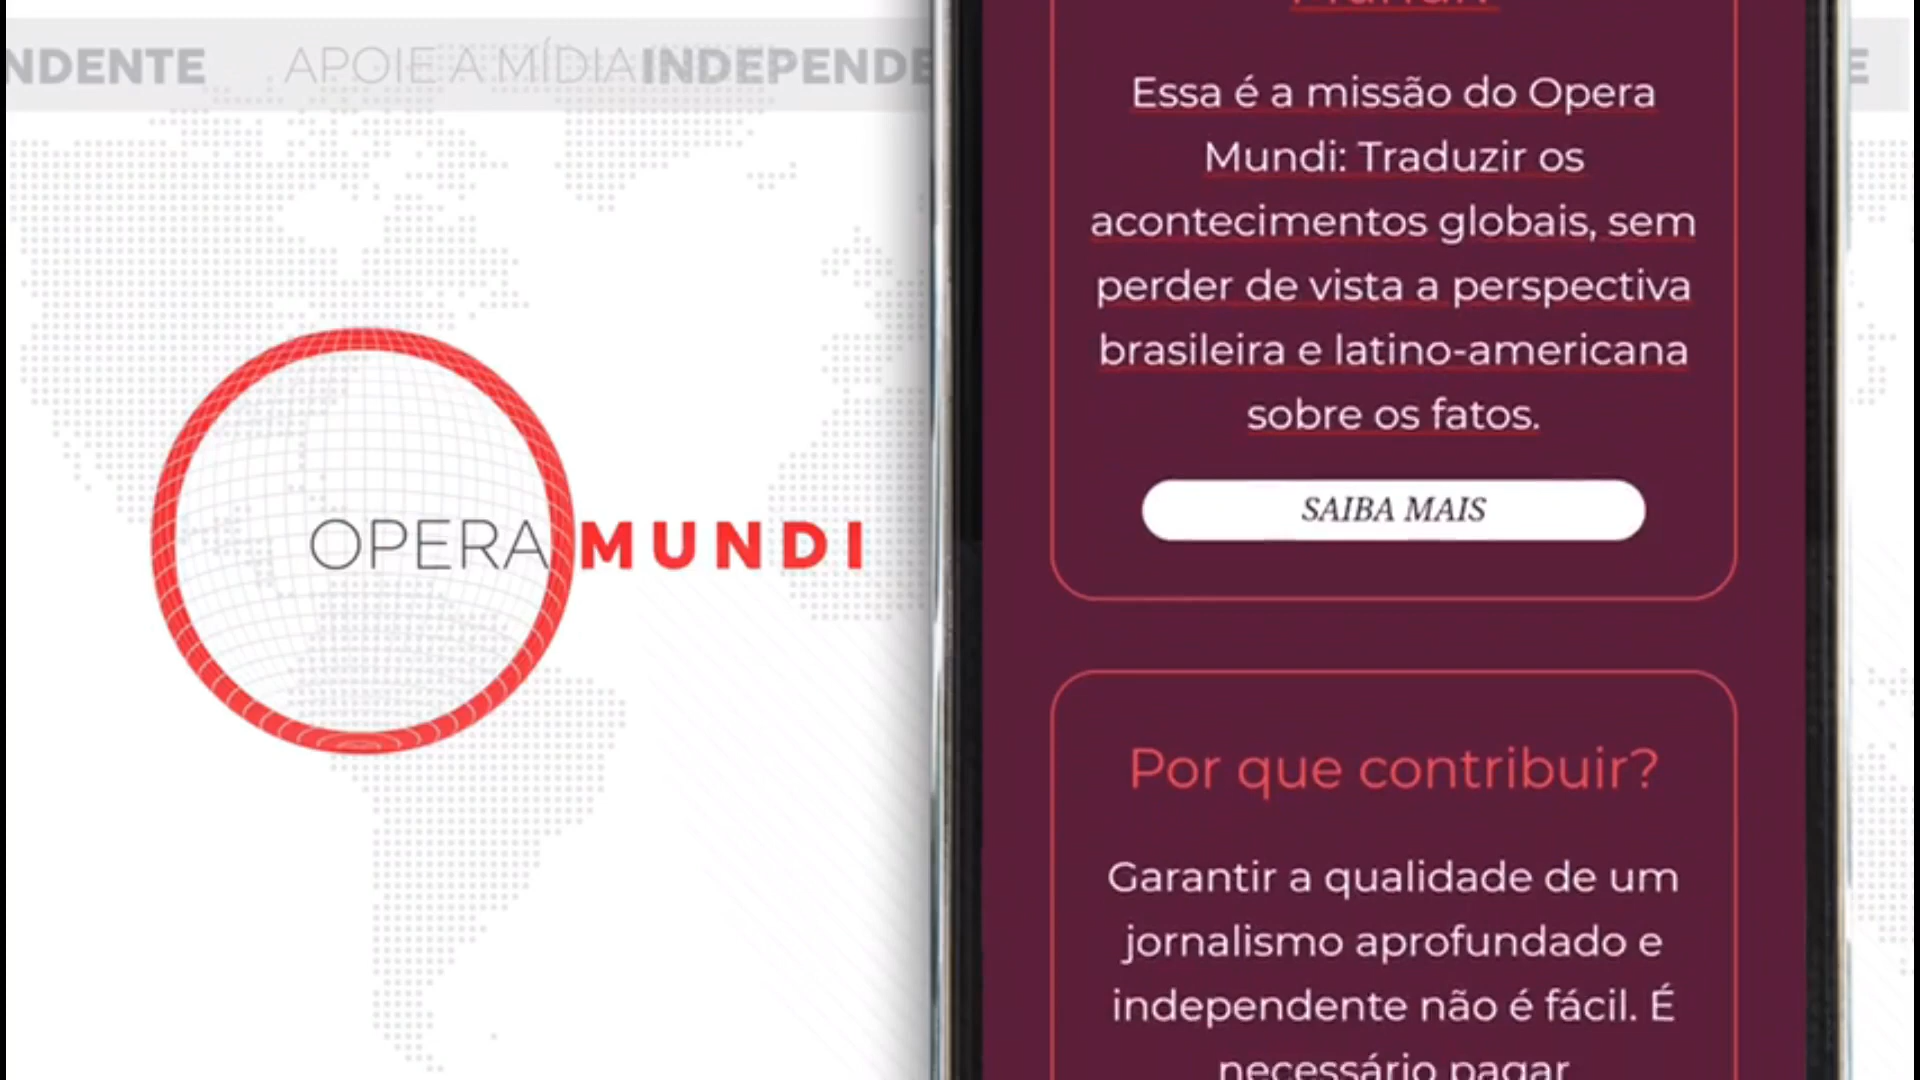 NDENTE APOIE A MÍDIA INDEPENDE
E
OPERA MUNDI
Essa é a missão do Opera
Mundi: Traduzir os
acontecimentos globais, sem
perder de vista a perspectiva
brasileira e latino-americana
sobre os fatos.
SAIBA MAIS
Por que contribuir?
Garantir a qualidade de um
jornalismo aprofundado e
independente não é fácil. É
necessário pagar